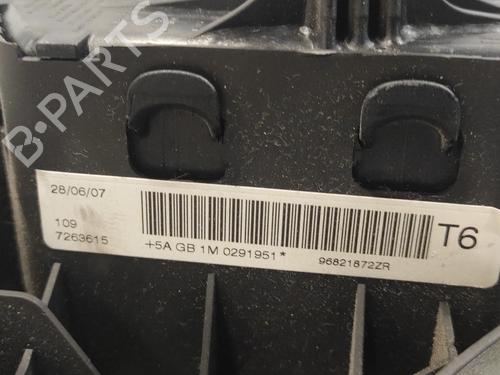 B-PARTS
28/06/07
109
7263615
+5A GB 1M 0291951*
96821872ZR
T6